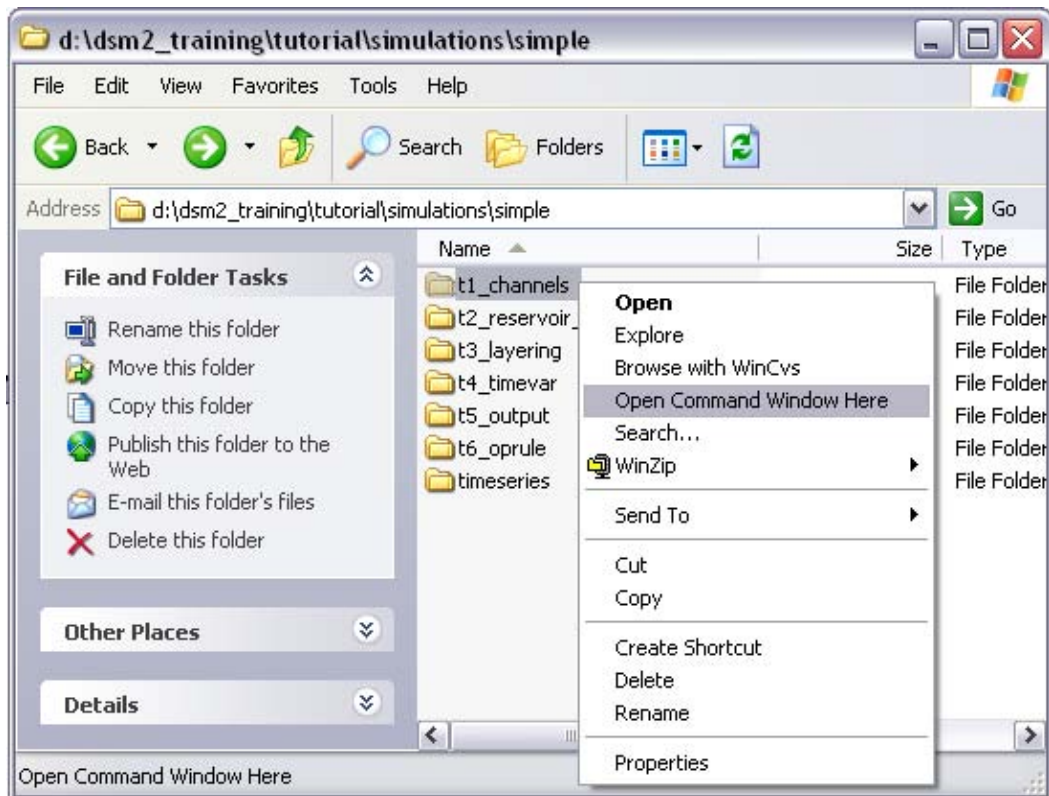 d:\dsm2_training\tutorial\simulations\simple
File Edit View Favorites Tools Help
Back Search Folders
Address d:\dsm2_training\tutorial\simulations\simple Go
File and Folder Tasks
Rename this folder
Move this folder
Copy this folder
Publish this folder to the
Web
E-mail this folder's files
Delete this folder
Other Places
Details
Name Size Type
t1_channels File Folder
t2_reservoir_ File Folder
t3_layering File Folder
t4_timevar File Folder
t5_output File Folder
t6_oprule File Folder
timeseries File Folder
Open
Explore
Browse with WinCvs
Open Command Window Here
Search...
WinZip
Send To
Cut
Copy
Create Shortcut
Delete
Rename
Properties
Open Command Window Here